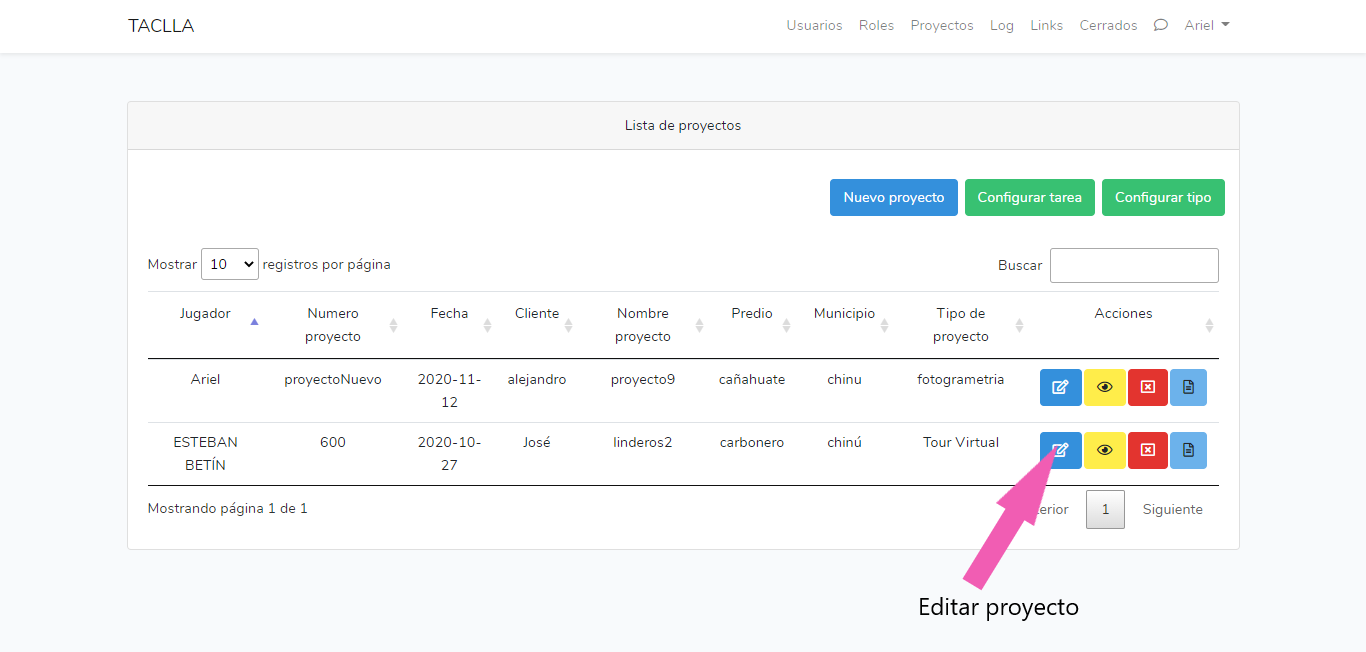 TACLLA Usuarios Roles Proyectos Log Links Cerrados Ariel
Lista de proyectos
Nuevo proyecto Configurar tarea Configurar tipo
Mostrar 10 registros por página Buscar
Jugador Numero proyecto Fecha Cliente Nombre proyecto Predio Municipio Tipo de proyecto Acciones
Ariel proyectoNuevo 2020-11-12 alejandro proyecto9 cañahuate chinu fotogrametria
ESTEBAN BETÍN 600 2020-10-27 José linderos2 carbonero chinú Tour Virtual
Mostrando página 1 de 1 erior 1 Siguiente
Editar proyecto